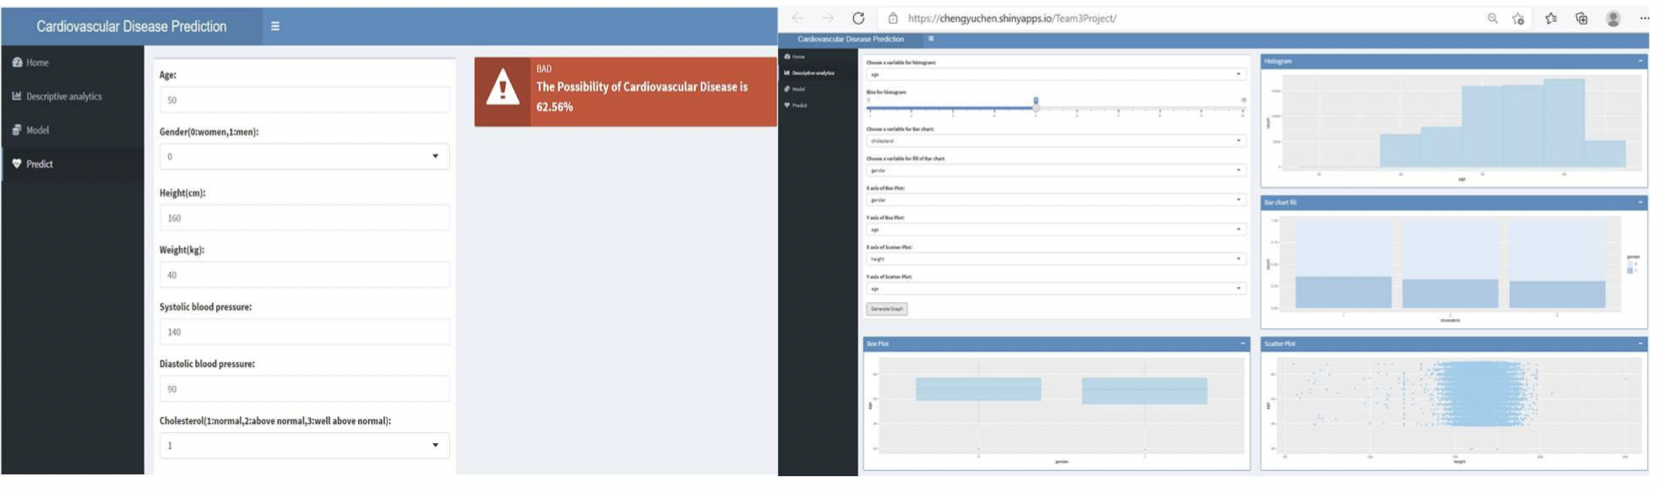 Cardiovascular Disease Prediction
Home
Descriptive analytics
Model
Predict
Age:
50
Gender(0:women,1:men):
0
Height(cm):
160
Weight(kg):
40
Systolic blood pressure:
140
Diastolic blood pressure:
90
Cholesterol(1:normal,2:above normal,3:well above normal):
1
BAD
The Possibility of Cardiovascular Disease is
62.56%
https://chengyuchen.shinyapps.io/Team3Project/
Cardiovascular Disease Prediction
Home
Descriptive analytics
Model
Predict
Choose a variable for histogram:
age
Bins for histogram
Choose a variable for Bar chart:
cholesterol
Choose a variable for fill of Bar chart
gender
X axis of Box Plot:
gender
Y axis of Box Plot:
age
X axis of Scatter Plot:
height
Y axis of Scatter Plot:
age
Generate Graph
Histogram
count
age
Bar chart fill
count
cholesterol
gender
Box Plot
age
gender
Scatter Plot
age
height